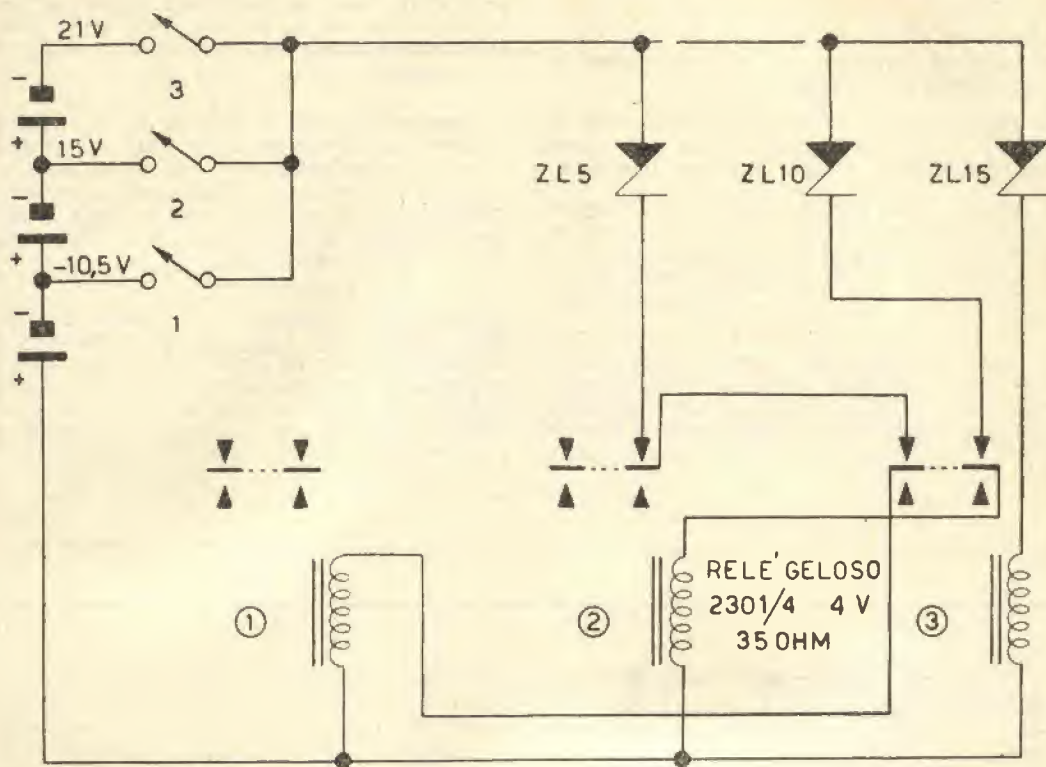 21V
3
15V
2
-10,5V
1
-
+
-
+
-
+
ZL5
ZL10
ZL15
1
2
RELE' GELOSO
2301/4 4 V
35 OHM
3